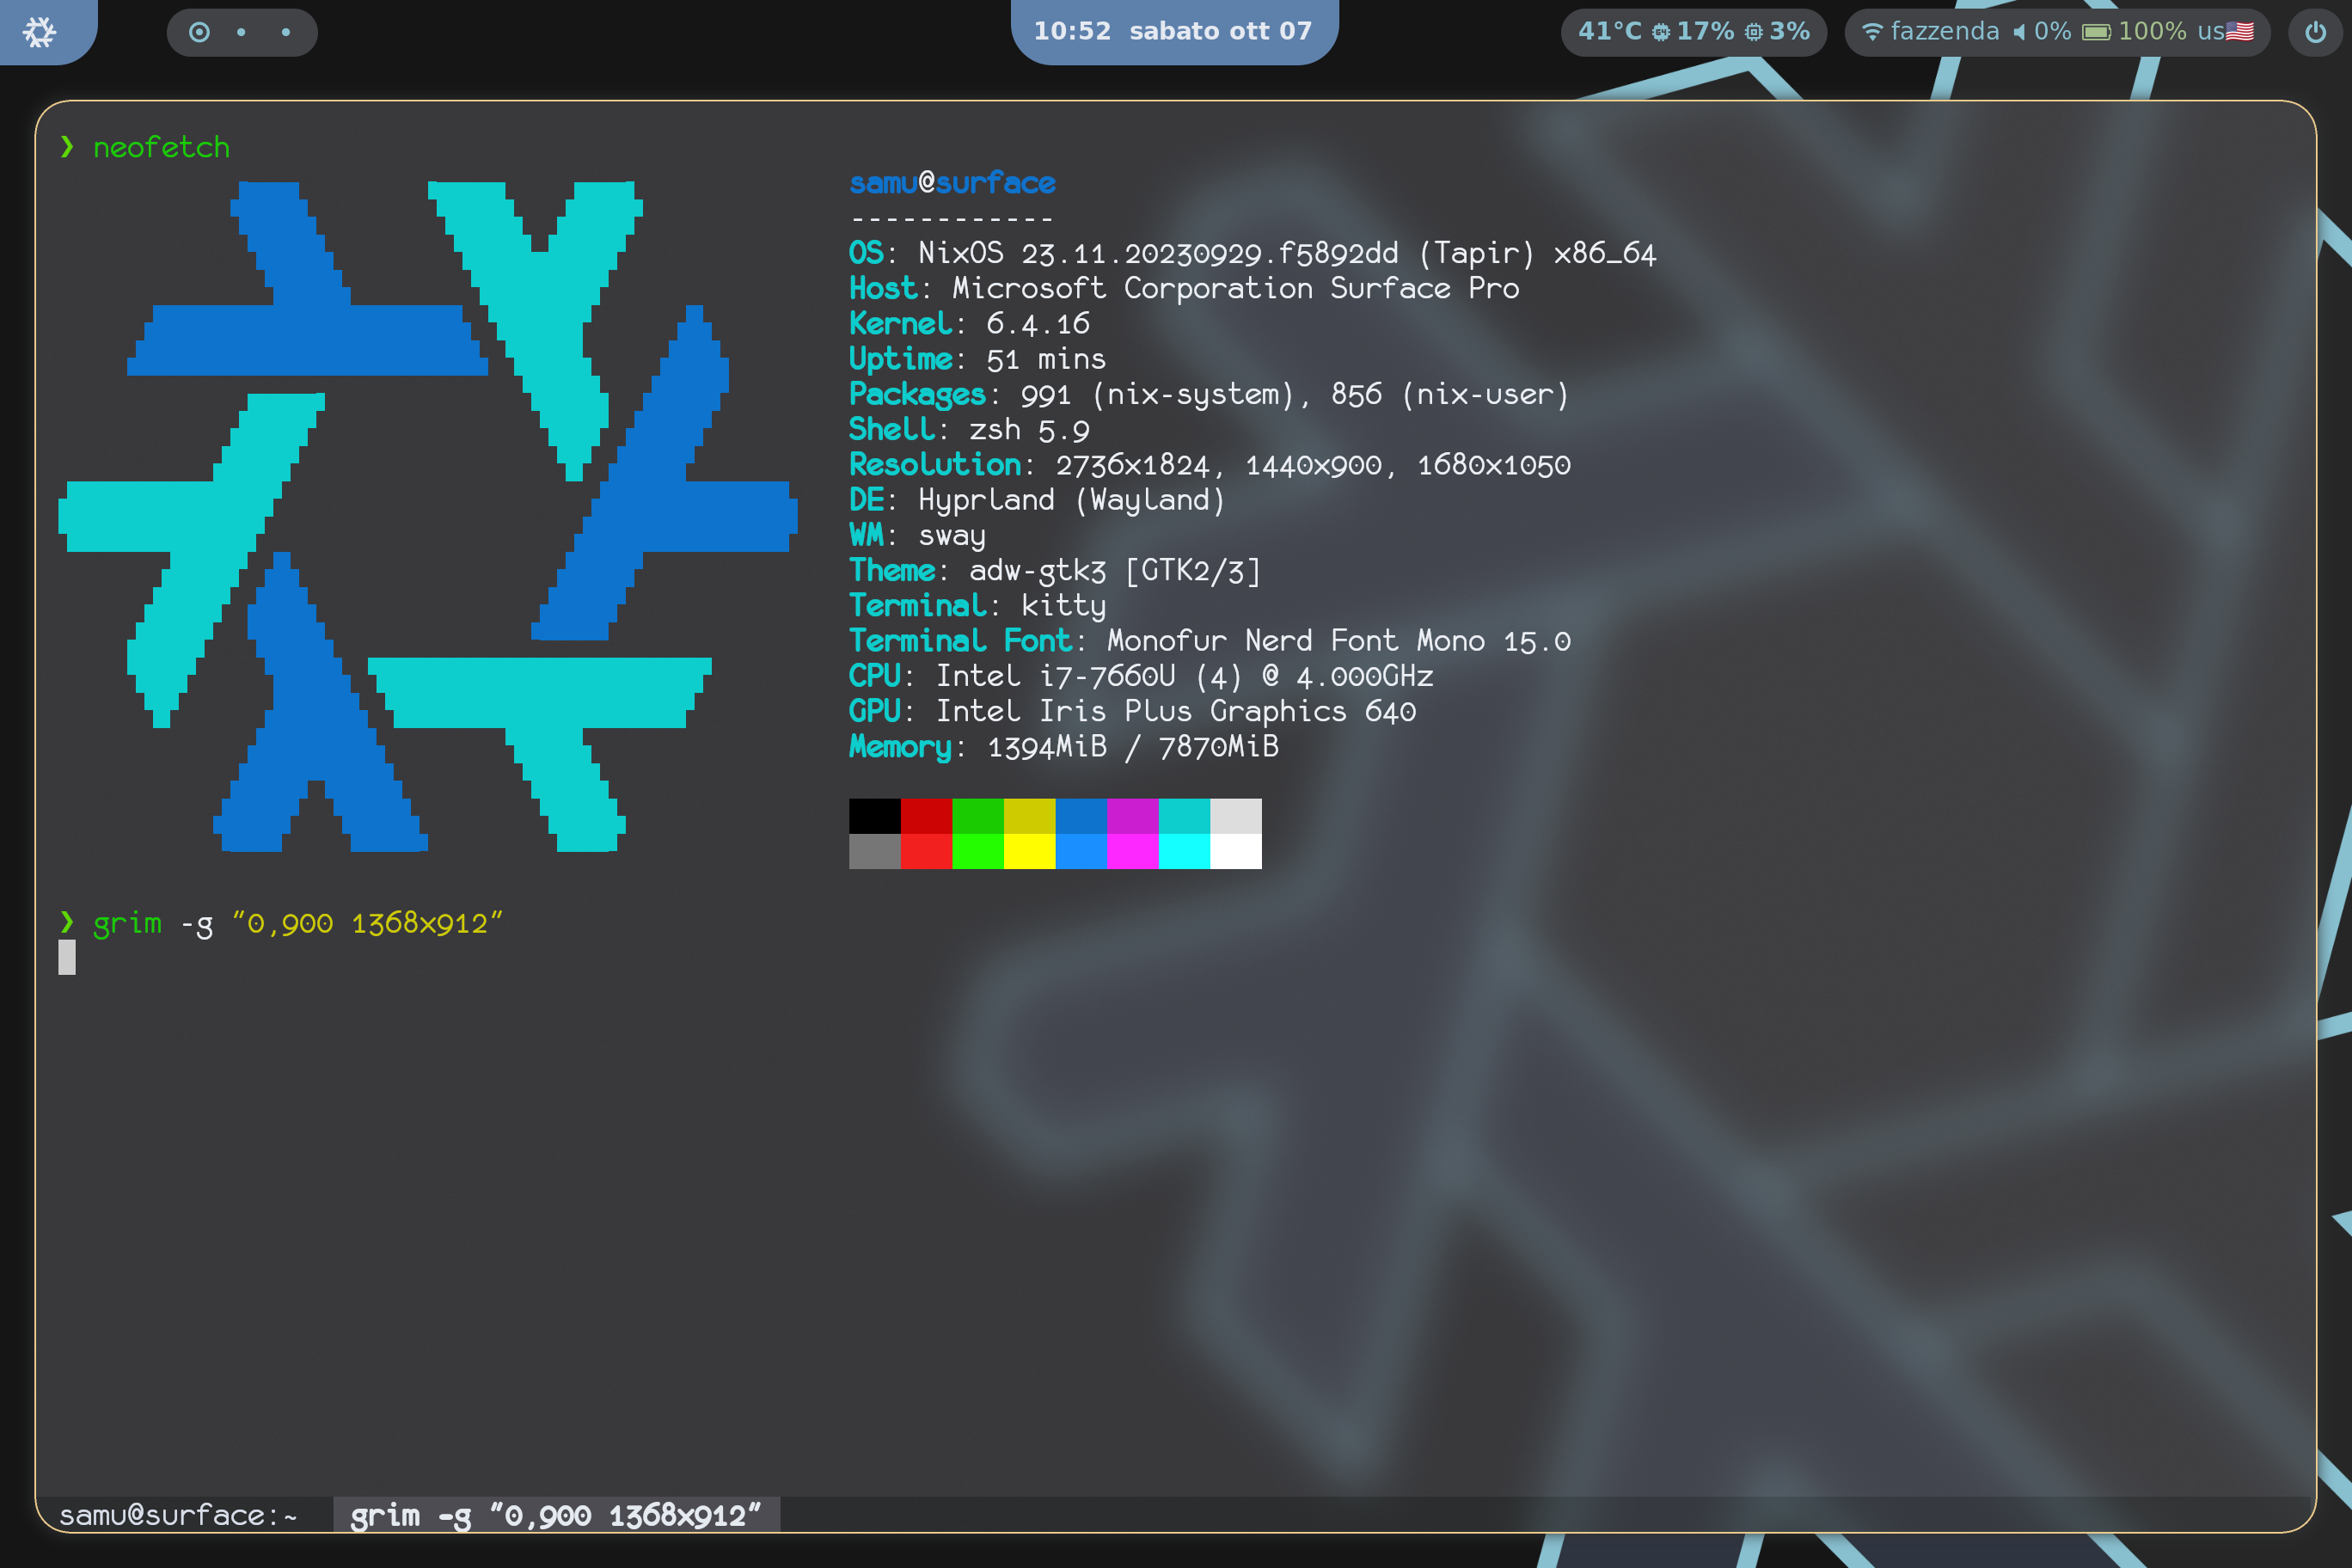 10:52 sabato ott 07
41°C 17% 3%
fazzenda 0% 100% us
❯ neofetch
samu@surface
------------
OS: NixOS 23.11.20230929.f5892dd (Tapir) x86_64
Host: Microsoft Corporation Surface Pro
Kernel: 6.4.16
Uptime: 51 mins
Packages: 991 (nix-system), 856 (nix-user)
Shell: zsh 5.9
Resolution: 2736x1824, 1440x900, 1680x1050
DE: Hyprland (Wayland)
WM: sway
Theme: adw-gtk3 [GTK2/3]
Terminal: kitty
Terminal Font: Monofur Nerd Font Mono 15.0
CPU: Intel i7-7660U (4) @ 4.000GHz
GPU: Intel Iris Plus Graphics 640
Memory: 1394MiB / 7870MiB
❯ grim -g "0,900 1368x912"
samu@surface:~ grim -g "0,900 1368x912"